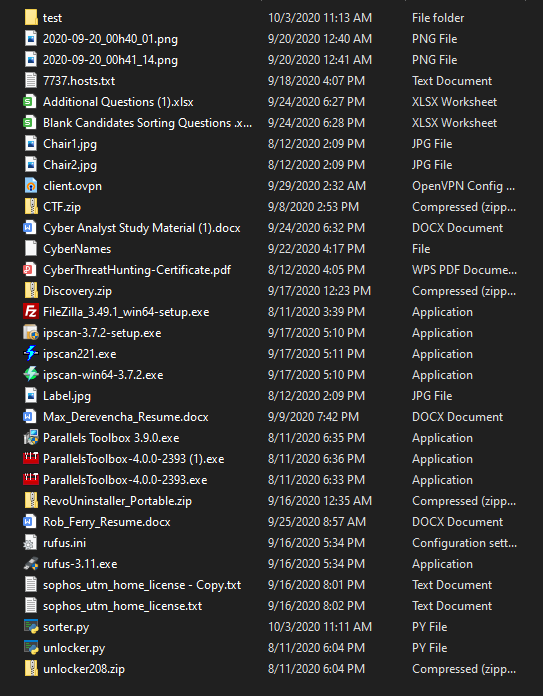 test 10/3/2020 11:13 AM File folder
2020-09-20_00h40_01.png 9/20/2020 12:40 AM PNG File
2020-09-20_00h41_14.png 9/20/2020 12:41 AM PNG File
7737.hosts.txt 9/18/2020 4:07 PM Text Document
Additional Questions (1).xlsx 9/24/2020 6:27 PM XLSX Worksheet
Blank Candidates Sorting Questions .x... 9/24/2020 6:28 PM XLSX Worksheet
Chair1.jpg 8/12/2020 2:09 PM JPG File
Chair2.jpg 8/12/2020 2:09 PM JPG File
client.ovpn 9/29/2020 2:32 AM OpenVPN Config ...
CTF.zip 9/8/2020 2:53 PM Compressed (zipp...
Cyber Analyst Study Material (1).docx 9/24/2020 6:32 PM DOCX Document
CyberNames 9/22/2020 4:17 PM File
CyberThreatHunting-Certificate.pdf 8/12/2020 4:05 PM WPS PDF Docume...
Discovery.zip 9/17/2020 12:23 PM Compressed (zipp...
FileZilla_3.49.1_win64-setup.exe 8/11/2020 3:39 PM Application
ipscan-3.7.2-setup.exe 9/17/2020 5:10 PM Application
ipscan221.exe 9/17/2020 5:11 PM Application
ipscan-win64-3.7.2.exe 9/17/2020 5:10 PM Application
Label.jpg 8/12/2020 2:09 PM JPG File
Max_Derevencha_Resume.docx 9/9/2020 7:42 PM DOCX Document
Parallels Toolbox 3.9.0.exe 8/11/2020 6:35 PM Application
ParallelsToolbox-4.0.0-2393 (1).exe 8/11/2020 6:36 PM Application
ParallelsToolbox-4.0.0-2393.exe 8/11/2020 6:33 PM Application
RevoUninstaller_Portable.zip 9/16/2020 12:35 AM Compressed (zipp...
Rob_Ferry_Resume.docx 9/25/2020 8:57 AM DOCX Document
rufus.ini 9/16/2020 5:34 PM Configuration sett...
rufus-3.11.exe 9/16/2020 5:34 PM Application
sophos_utm_home_license - Copy.txt 9/16/2020 8:01 PM Text Document
sophos_utm_home_license.txt 9/16/2020 8:02 PM Text Document
sorter.py 10/3/2020 11:11 AM PY File
unlocker.py 8/11/2020 6:04 PM PY File
unlocker208.zip 8/11/2020 6:04 PM Compressed (zipp...